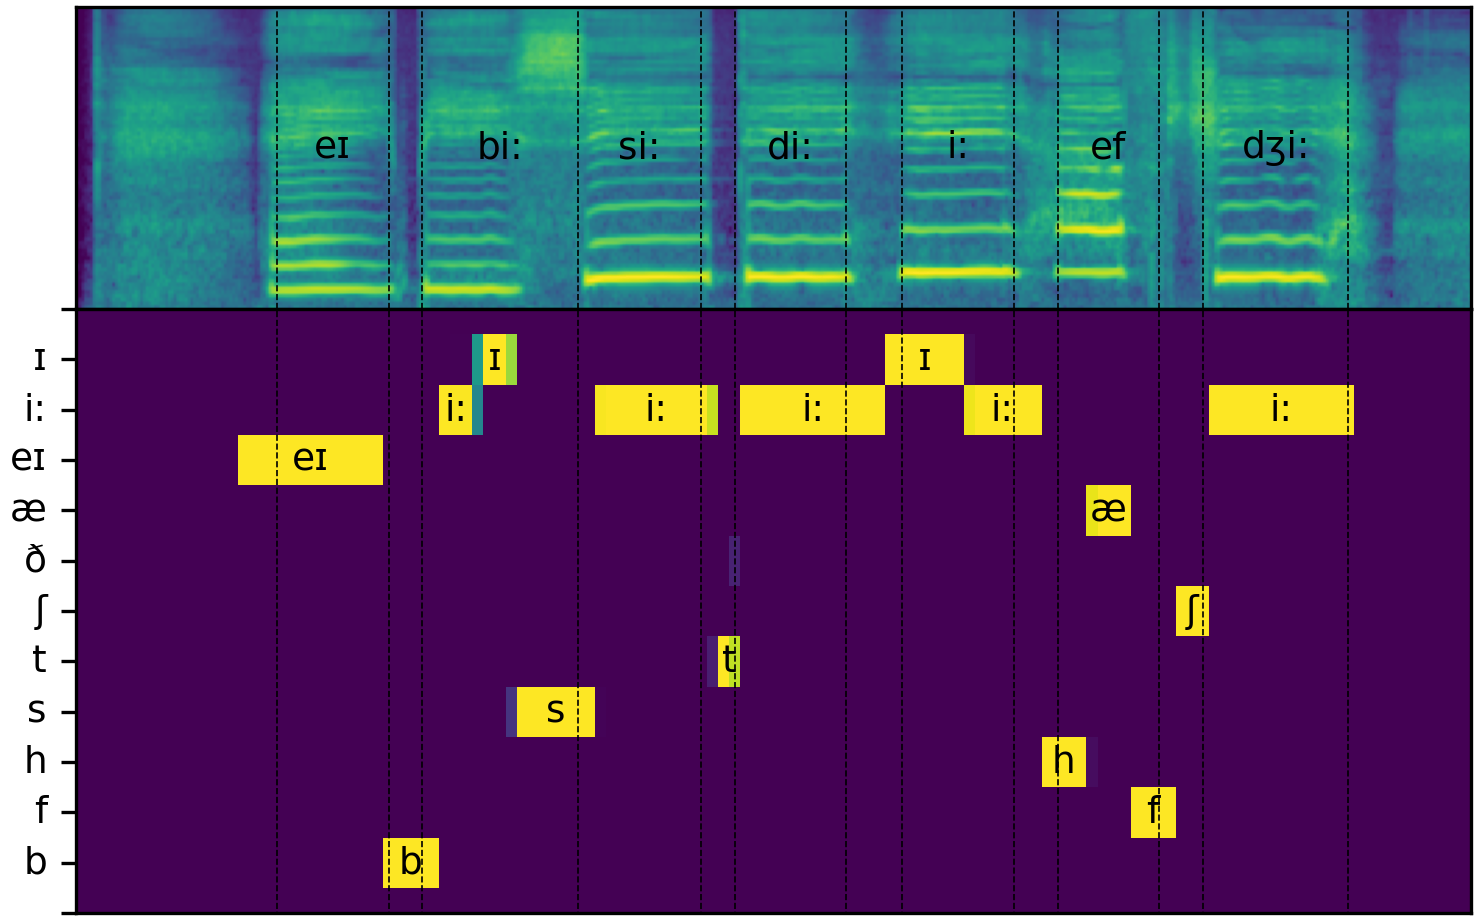 eɪ bi: si: di: i: ef dʒi:
ɪ ɪ ɪ
i: i: i: i: i: i:
eɪ eɪ
æ æ
ð
ʃ ʃ
t t
s s
h h
f f
b b